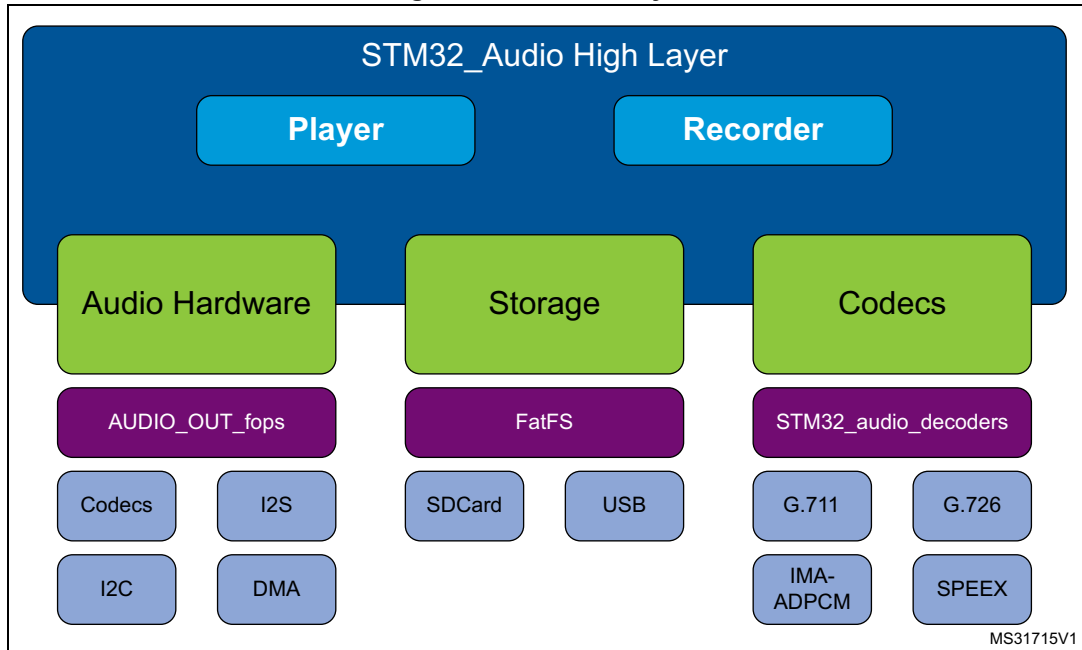 STM32_Audio High Layer
Player
Recorder
Audio Hardware
Storage
Codecs
AUDIO_OUT_fops
FatFS
STM32_audio_decoders
Codecs
I2S
SDCard
USB
G.711
G.726
I2C
DMA
IMA-
ADPCM
SPEEX
MS31715V1